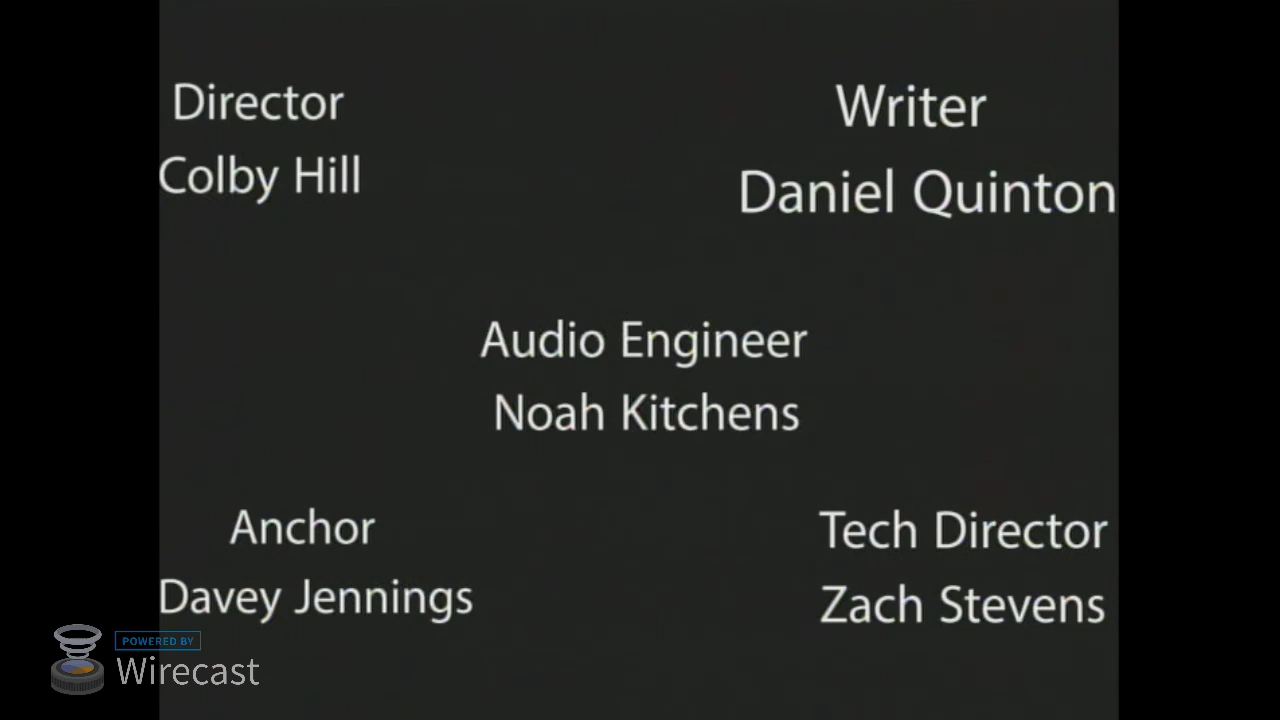 Director
Colby Hill
Writer
Daniel Quinton
Audio Engineer
Noah Kitchens
Anchor
Davey Jennings
Tech Director
Zach Stevens
POWERED BY
Wirecast